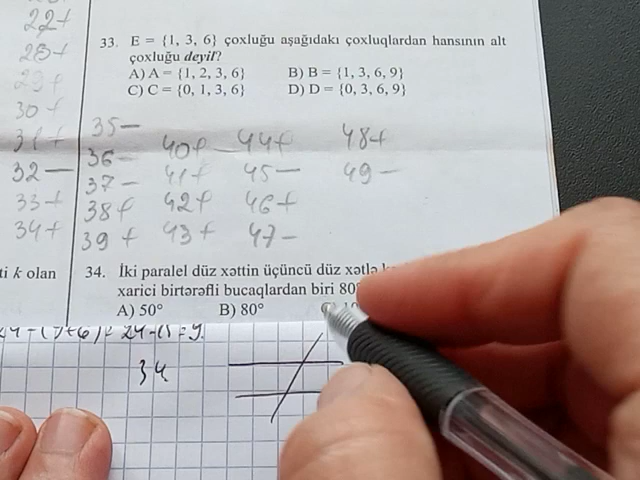 22+
23+
29+
30+
31+
32—
33+
34+
33. E = {1, 3, 6} çoxluğu aşağıdakı çoxluqlardan hansının alt
çoxluğu deyil?
A) A = {1, 2, 3, 6} B) B = {1, 3, 6, 9}
C) C = {0, 1, 3, 6} D) D = {0, 3, 6, 9}
35—
36— 40+ 44+ 48+
37— 41+ 45— 49—
38+ 42+ 46+
39+ 43+ 47—
ti k olan
34. İki paralel düz xəttin üçüncü düz xətlə
xarici birtərəfli bucaqlardan biri 80°
A) 50° B) 80°
34